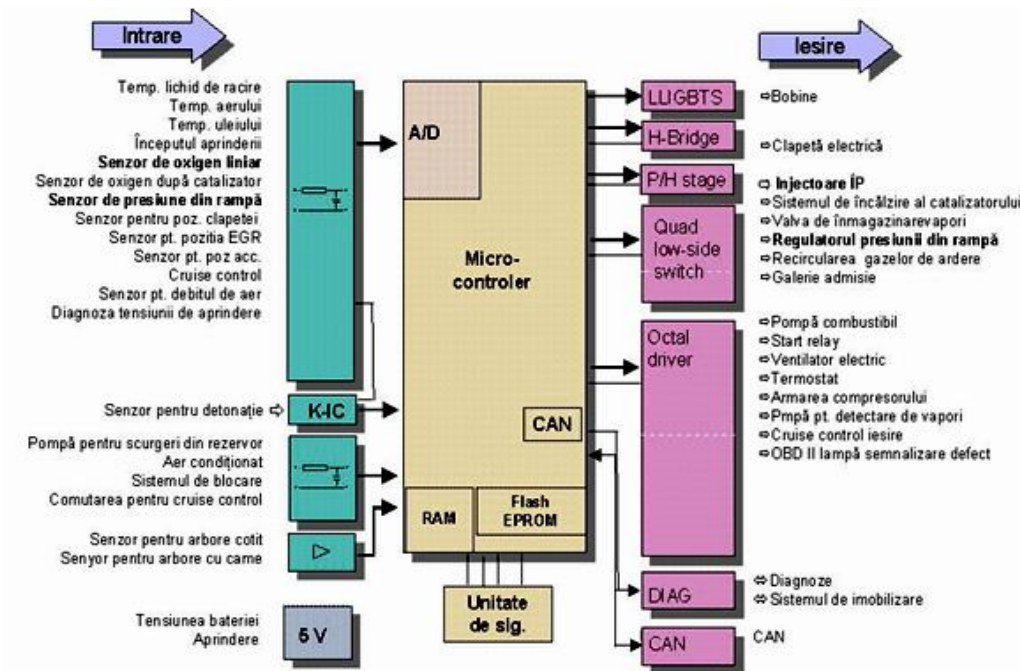 Intrare
Iesire
Temp. lichid de racire
Temp. aerului
Temp. uleiului
Începutul aprinderii
Senzor de oxigen liniar
Senzor de oxigen după catalizator
Senzor de presiune din rampă
Senzor pentru poz. clapetei
Senzor pt. pozitia EGR
Senzor pt. poz acc.
Cruise control
Senzor pt. debitul de aer
Diagnoza tensiunii de aprindere
Senzor pentru detonație ⇨
K-IC
Pompă pentru scurgeri din rezervor
Aer condiționat
Sistemul de blocare
Comutarea pentru cruise control
Senzor pentru arbore cotit
Senyor pentru arbore cu came
Tensiunea bateriei
Aprindere
5 V
A/D
Micro-
controler
CAN
RAM
Flash
EPROM
Unitate
de sig.
LLIGBTS
⇨Bobine
H-Bridge
⇨Clapetă electrică
P/H stage
⇨ Injectoare ÎP
⇨Sistemul de încălzire al catalizatorului
Quad
low-side
switch
⇨Valva de înmagazinarevapori
⇨Regulatorul presiunii din rampă
⇨Recircularea gazelor de ardere
⇨Galerie admisie
Octal
driver
⇨Pompă combustibil
⇨Start relay
⇨Ventilator electric
⇨Termostat
⇨Armarea compresorului
⇨Pmpă pt. detectare de vapori
⇨Cruise control iesire
⇨OBD II lampă semnalizare defect
DIAG
⇔ Diagnoze
⇔ Sistemul de imobilizare
CAN
CAN